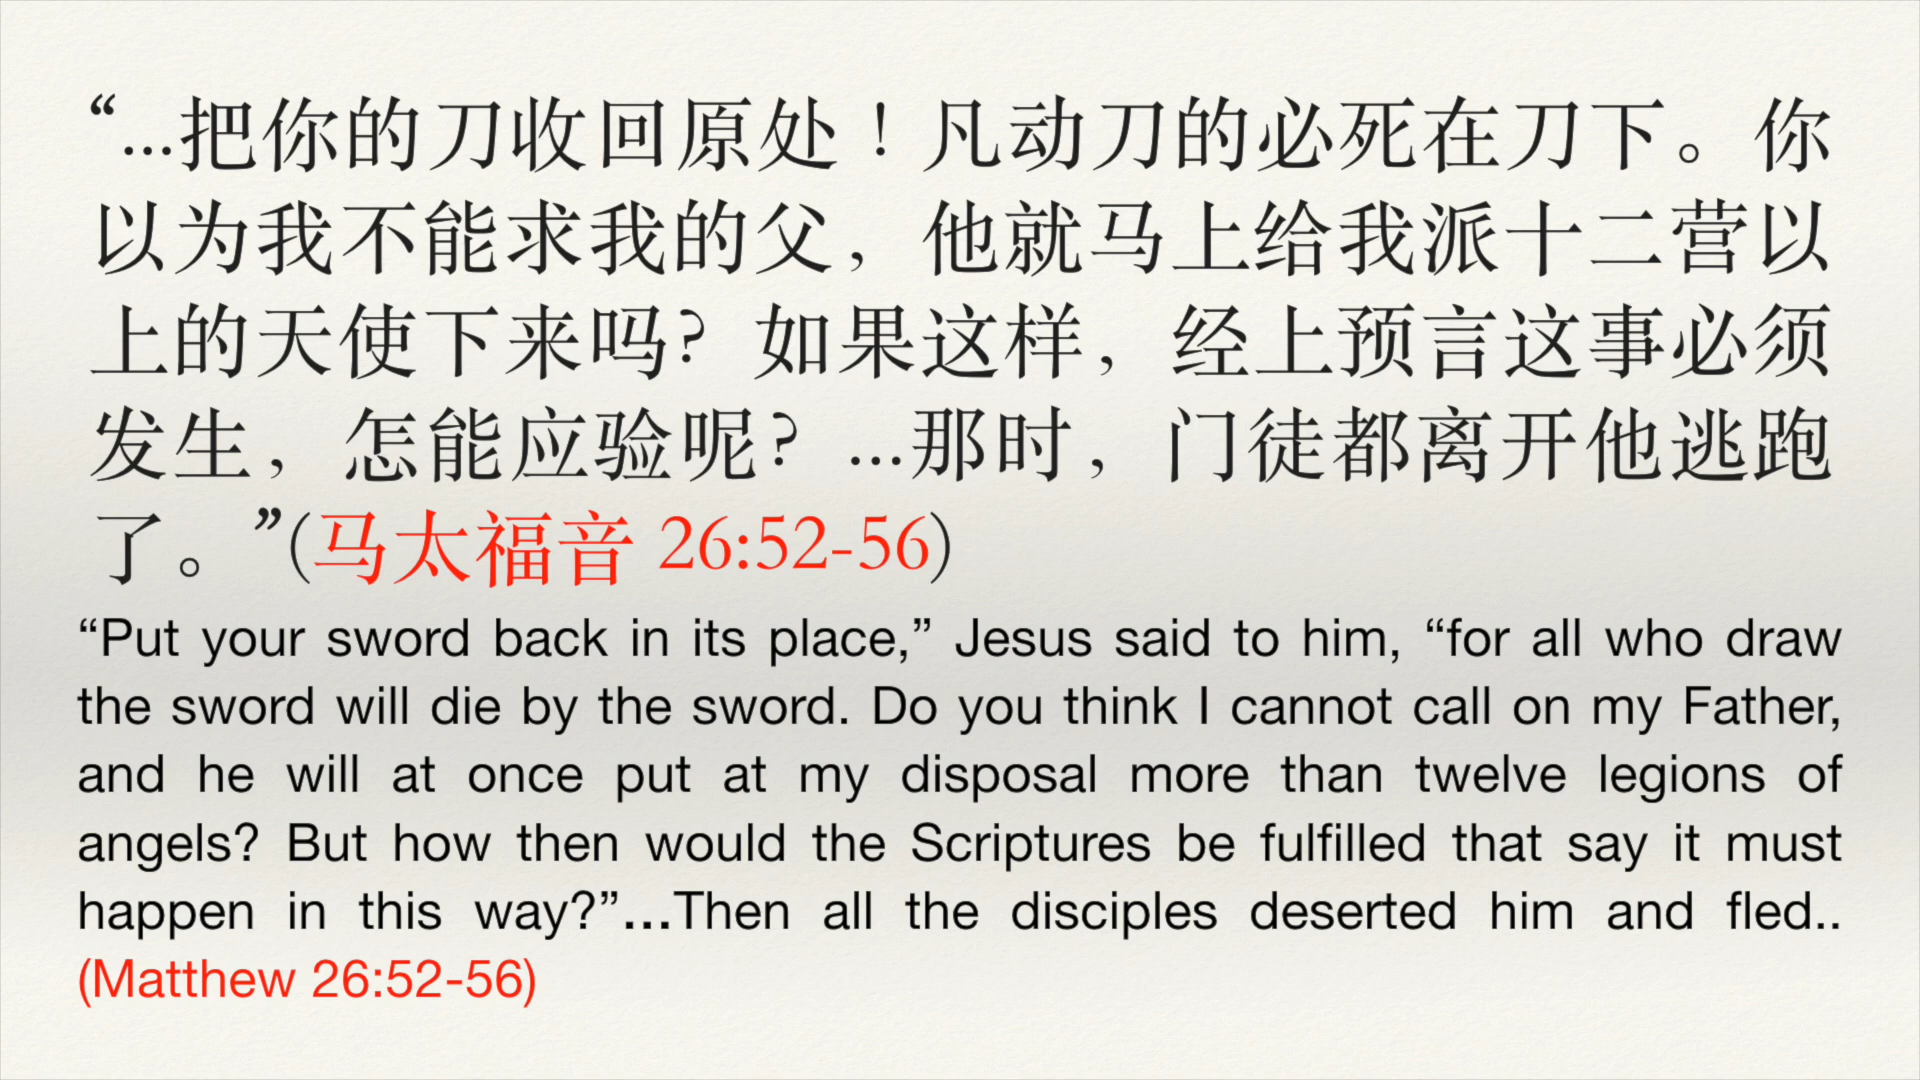 “...把你的刀收回原处！凡动刀的必死在刀下。你
以为我不能求我的父，他就马上给我派十二营以
上的天使下来吗？如果这样，经上预言这事必须
发生，怎能应验呢？...那时，门徒都离开他逃跑
了。”(马太福音 26:52-56)
“Put your sword back in its place,” Jesus said to him, “for all who draw
the sword will die by the sword. Do you think I cannot call on my Father,
and he will at once put at my disposal more than twelve legions of
angels? But how then would the Scriptures be fulfilled that say it must
happen in this way?”...Then all the disciples deserted him and fled..
(Matthew 26:52-56)